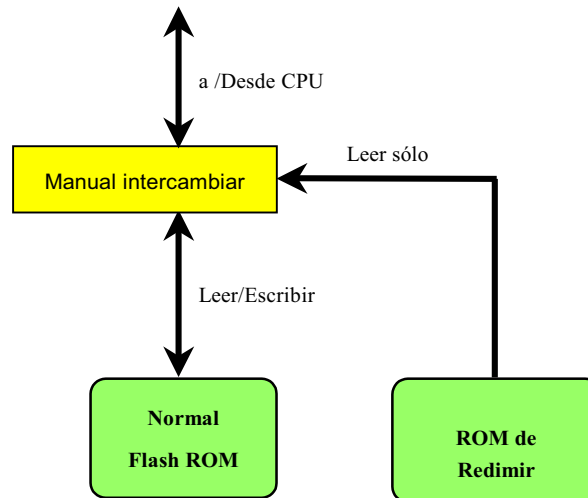 a /Desde CPU
Leer sólo
Manual intercambiar
Leer/Escribir
Normal
Flash ROM
ROM de
Redimir